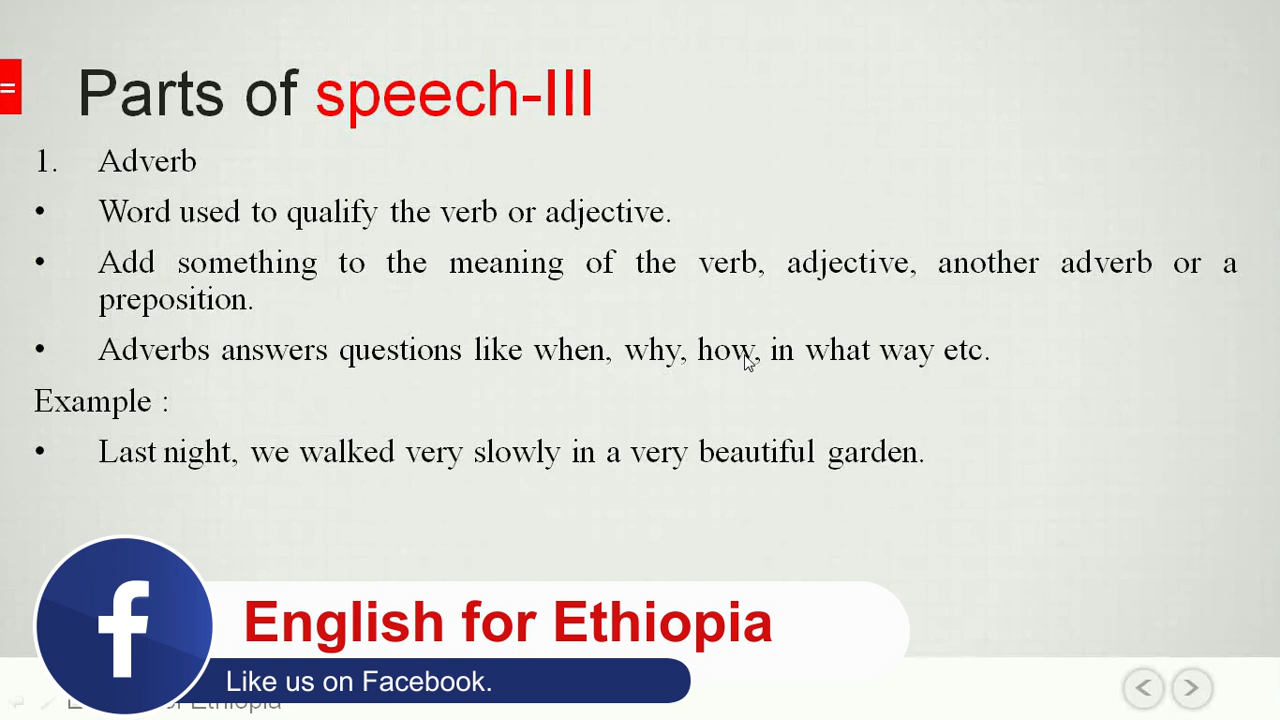 =
Parts of speech-III
1. Adverb
• Word used to qualify the verb or adjective.
• Add something to the meaning of the verb, adjective, another adverb or a
preposition.
• Adverbs answers questions like when, why, how, in what way etc.
Example :
• Last night, we walked very slowly in a very beautiful garden.
f
English for Ethiopia
Like us on Facebook.